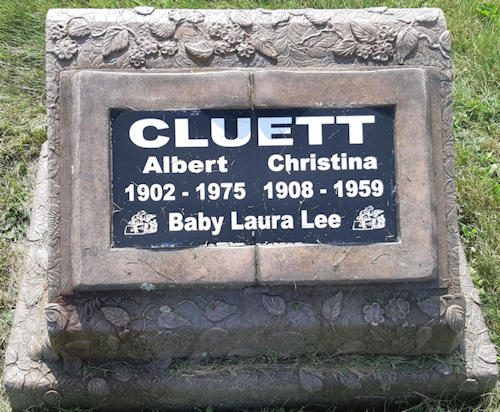 CLUETT
Albert Christina
1902 - 1975 1908 - 1959
Baby Laura Lee